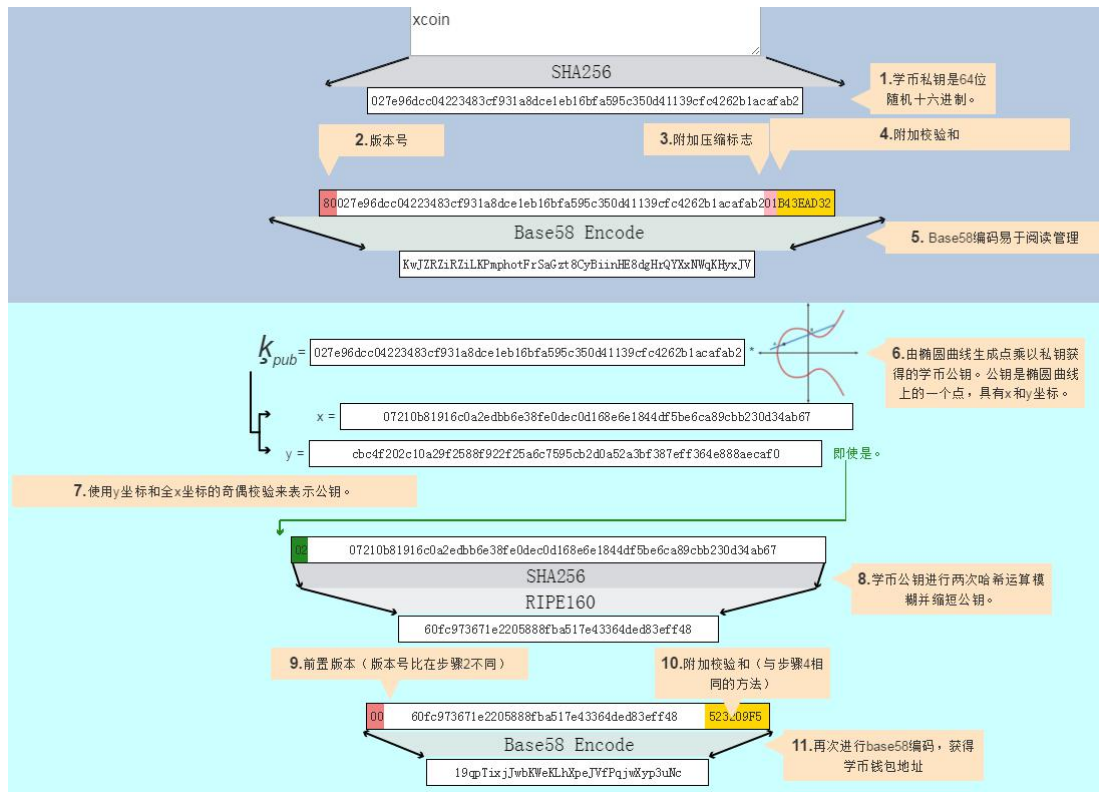 xcoin
SHA256
027e96dcc04223483cf931a8dce1eb16bfa595c350d41139cfc4262b1acafab2
1.学币私钥是64位
随机十六进制。
2.版本号
3.附加压缩标志
4.附加校验和
80027e96dcc04223483cf931a8dce1eb16bfa595c350d41139cfc4262b1acafab201B43EAD32
Base58 Encode
5. Base58编码易于阅读管理
KwJZRZiRZiLKPmphotFrSaGzt8CyBiinHE8dgHrQYXxNWqKHyxJV
kpub=
027e96dcc04223483cf931a8dce1eb16bfa595c350d41139cfc4262b1acafab2 *
6.由椭圆曲线生成点乘以私钥获
得的学币公钥。公钥是椭圆曲线
上的一个点，具有x和y坐标。
x = 07210b81916c0a2edbb6e38fe0dec0d168e6e1844df5be6ca89cbb230d34ab67
y = cbc4f202c10a29f2588f922f25a6c7595cb2d0a52a3bf387eff364e888aecaf0
即使是。
7.使用y坐标和全x坐标的奇偶校验来表示公钥。
02 07210b81916c0a2edbb6e38fe0dec0d168e6e1844df5be6ca89cbb230d34ab67
SHA256
8.学币公钥进行两次哈希运算模
糊并缩短公钥。
RIPE160
60fc973671e2205888fba517e43364ded83eff48
9.前置版本（版本号比在步骤2不同）
10.附加校验和（与步骤4相
同的方法）
00 60fc973671e2205888fba517e43364ded83eff48
Base58 Encode
11.再次进行base58编码，获得
学币钱包地址
19qpTixjJwbKWeKLhXpeJVfPqjwXyp3uNc